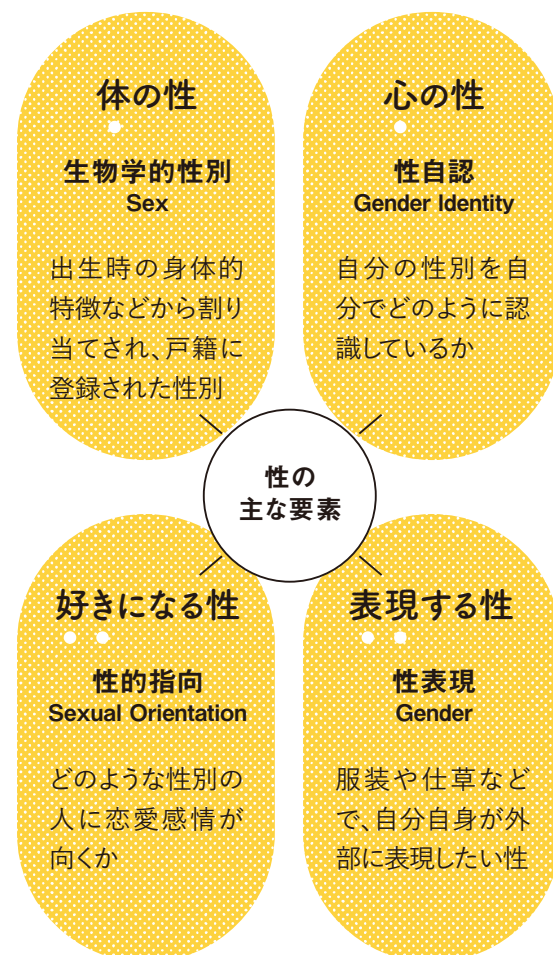 体の性
生物学的性別
Sex
出生時の身体的
特徴などから割り
当てされ、戸籍に
登録された性別
心の性
性自認
Gender Identity
自分の性別を自
分でどのように認
識しているか
性の
主な要素
好きになる性
性的指向
Sexual Orientation
どのような性別の
人に恋愛感情が
向くか
表現する性
性表現
Gender
服装や仕草など
で、自分自身が外
部に表現したい性